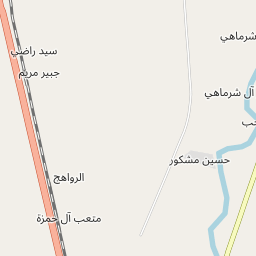 شرماهي
سيد راضي
جبير مريم
آل شرماهي
حسين مشكور
الرواهج
متعب آل حمزة